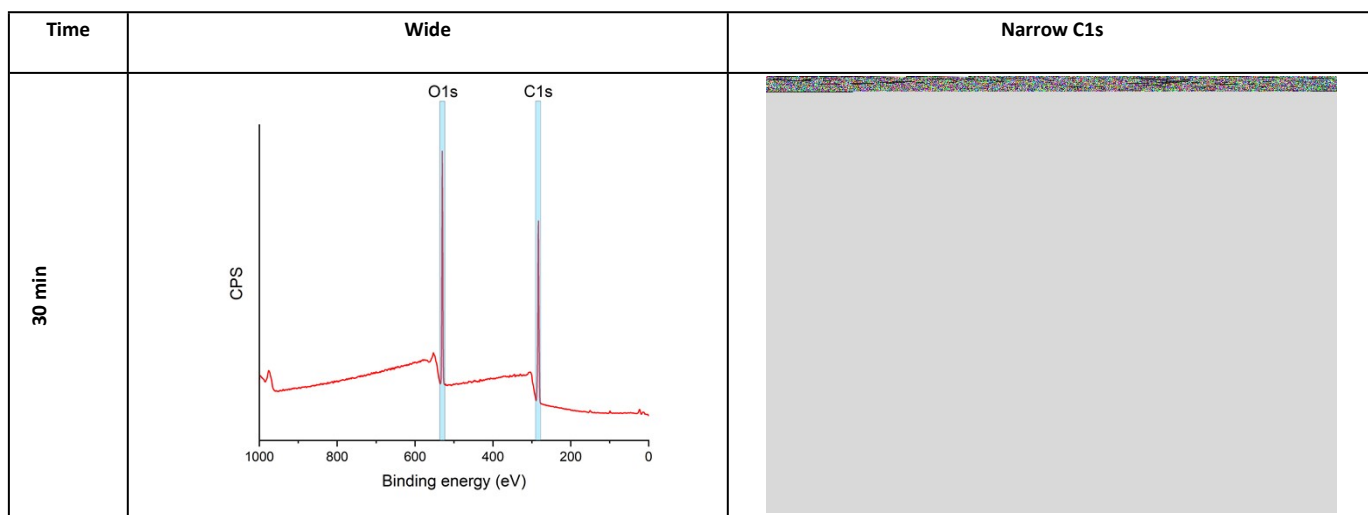 Time
Wide
Narrow C1s
30 min
O1s
C1s
CPS
1000
800
600
400
200
0
Binding energy (eV)